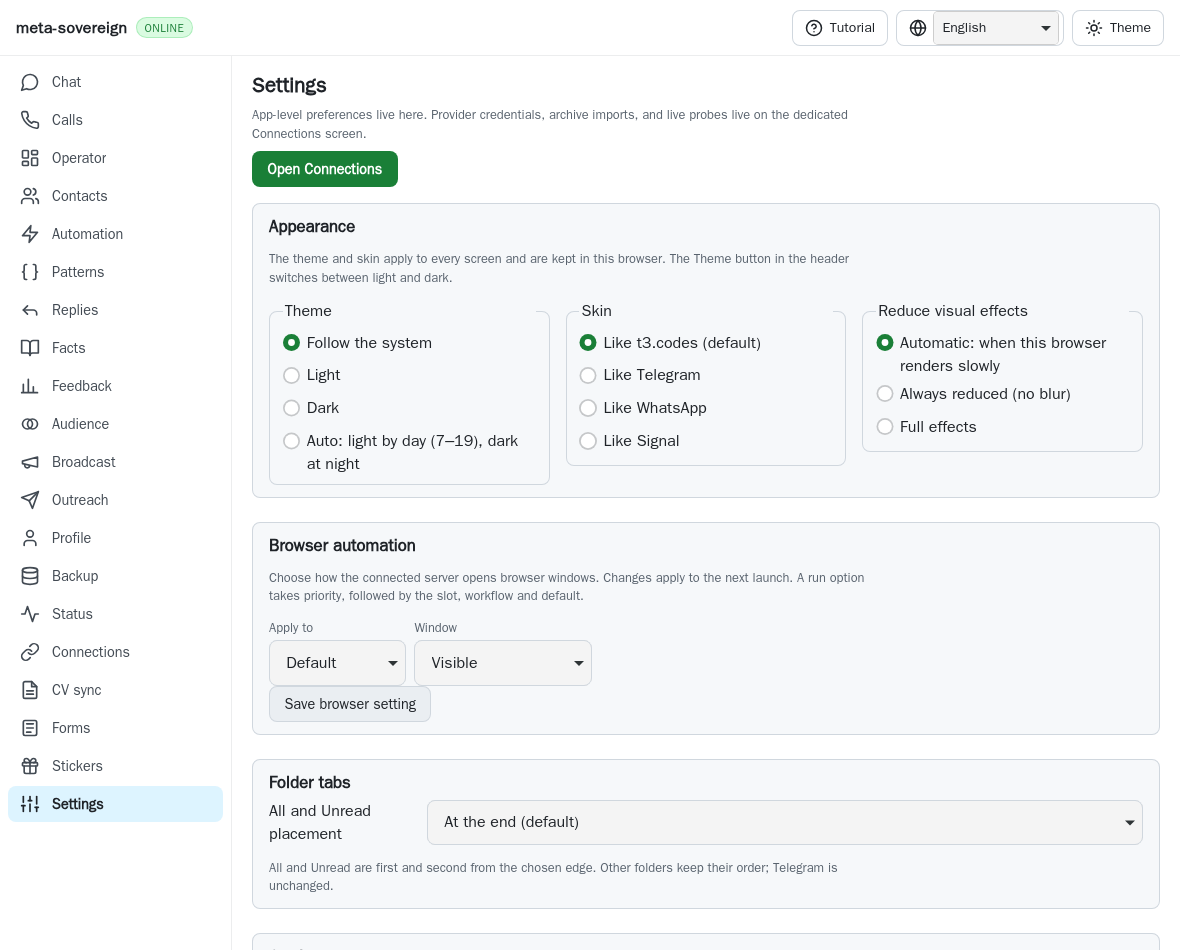 meta-sovereign
ONLINE
Tutorial
English
Theme
Chat
Calls
Operator
Contacts
Automation
Patterns
Replies
Facts
Feedback
Audience
Broadcast
Outreach
Profile
Backup
Status
Connections
CV sync
Forms
Stickers
Settings
Settings
App-level preferences live here. Provider credentials, archive imports, and live probes live on the dedicated
Connections screen.
Open Connections
Appearance
The theme and skin apply to every screen and are kept in this browser. The Theme button in the header
switches between light and dark.
Theme
Follow the system
Light
Dark
Auto: light by day (7–19), dark
at night
Skin
Like t3.codes (default)
Like Telegram
Like WhatsApp
Like Signal
Reduce visual effects
Automatic: when this browser
renders slowly
Always reduced (no blur)
Full effects
Browser automation
Choose how the connected server opens browser windows. Changes apply to the next launch. A run option
takes priority, followed by the slot, workflow and default.
Apply to
Window
Default
Visible
Save browser setting
Folder tabs
All and Unread
placement
At the end (default)
All and Unread are first and second from the chosen edge. Other folders keep their order; Telegram is
unchanged.